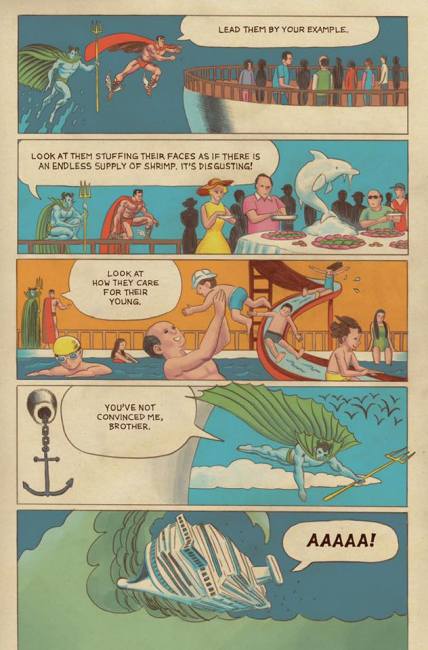 LEAD THEM BY YOUR EXAMPLE.
LOOK AT THEM STUFFING THEIR FACES AS IF THERE IS
AN ENDLESS SUPPLY OF SHRIMP. IT'S DISGUSTING!
LOOK AT
HOW THEY CARE
FOR THEIR
YOUNG.
YOU'VE NOT
CONVINCED ME,
BROTHER.
AAAAA!